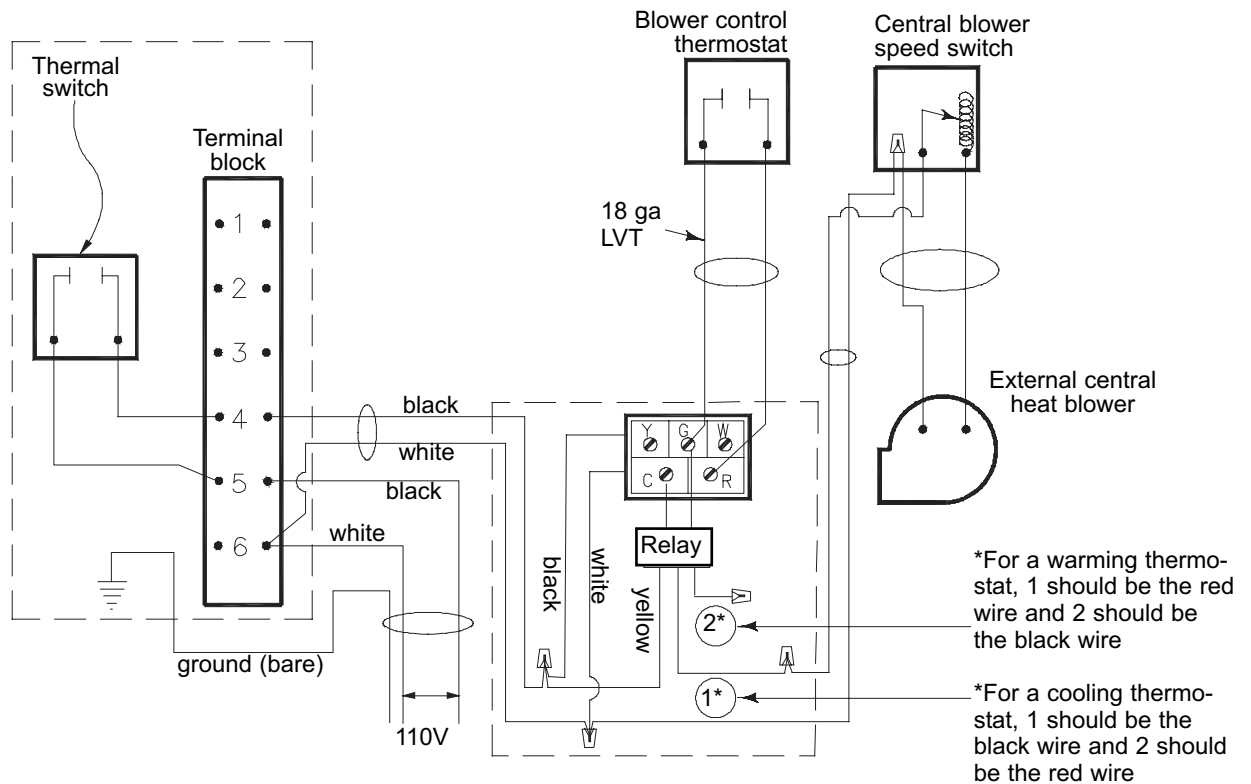 Blower control
thermostat
Central blower
speed switch
Thermal
switch
Terminal
block
1
2
3
4
5
6
18 ga
LVT
External central
heat blower
black
white
black
white
ground (bare)
110V
Y
G
W
C
R
Relay
black
white
yellow
2*
1*
*For a warming thermo-
stat, 1 should be the red
wire and 2 should be
the black wire
*For a cooling thermo-
stat, 1 should be the
black wire and 2 should
be the red wire